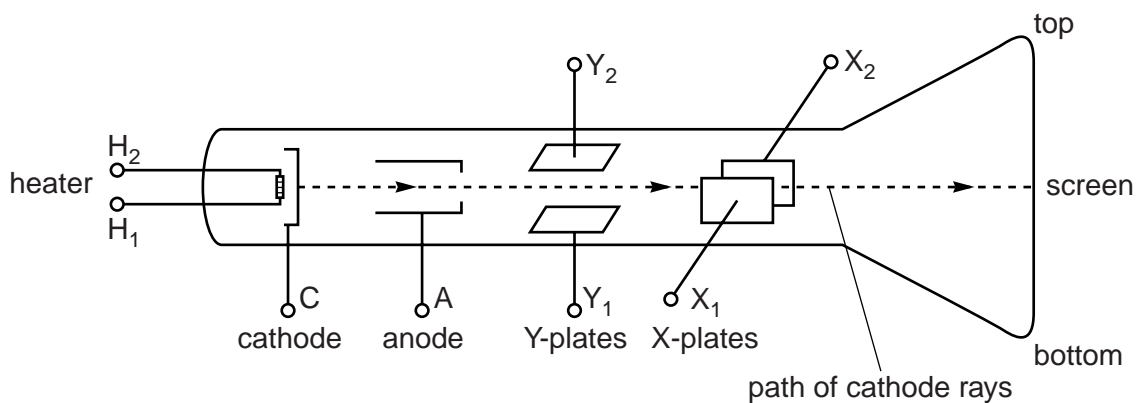 top
Y2
X2
H2
heater
screen
H1
C
A
Y1
X1
cathode
anode
Y-plates
X-plates
bottom
path of cathode rays